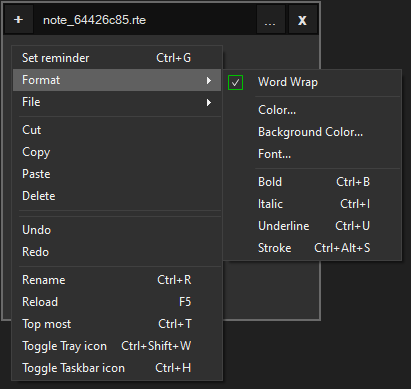 + note_64426c85.rte ... x
Set reminder Ctrl+G
Format
File
Cut
Copy
Paste
Delete
Undo
Redo
Rename Ctrl+R
Reload F5
Top most Ctrl+T
Toggle Tray icon Ctrl+Shift+W
Toggle Taskbar icon Ctrl+H
Word Wrap
Color...
Background Color...
Font...
Bold Ctrl+B
Italic Ctrl+I
Underline Ctrl+U
Stroke Ctrl+Alt+S